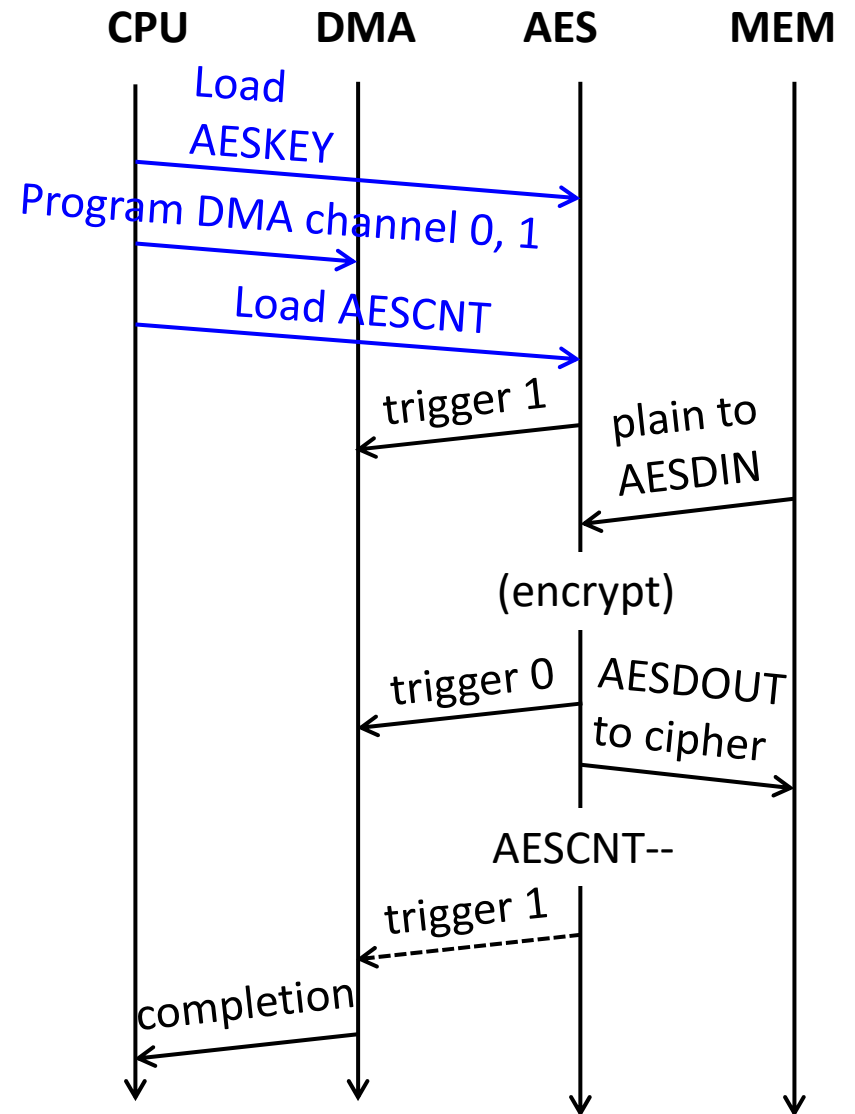 CPU DMA AES MEM
Load
AESKEY
Program DMA channel 0, 1
Load AESCNT
trigger 1
plain to
AESDIN
(encrypt)
trigger 0
AESDOUT
to cipher
AESCNT--
trigger 1
completion